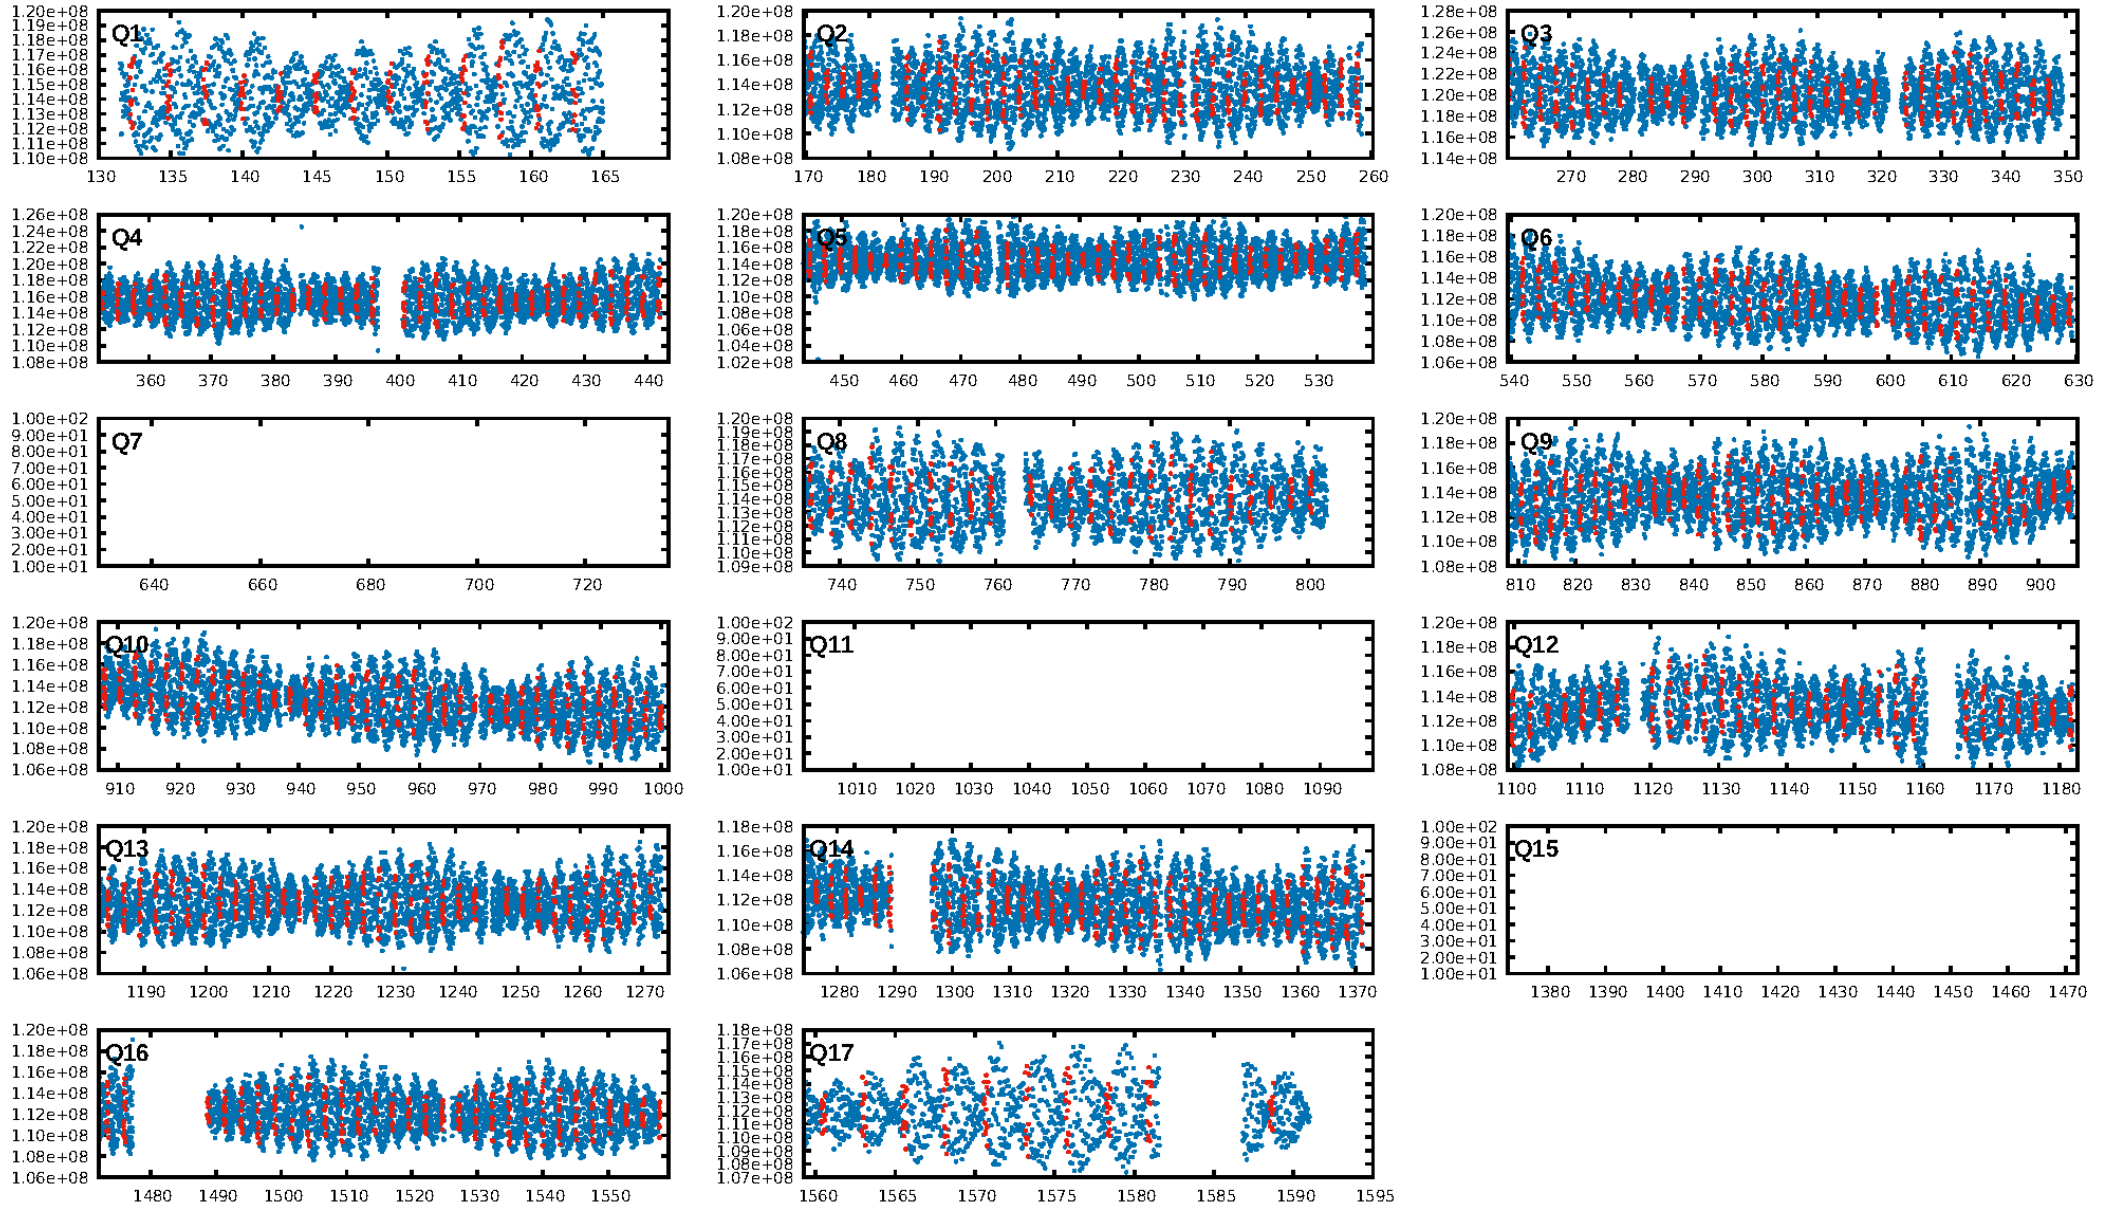 1.20e+08
1.19e+08
1.18e+08
1.17e+08
1.16e+08
1.15e+08
1.14e+08
1.13e+08
1.12e+08
1.11e+08
1.10e+08
Q1
130 135 140 145 150 155 160 165
1.20e+08
1.18e+08
1.16e+08
1.14e+08
1.12e+08
1.10e+08
1.08e+08
Q2
170 180 190 200 210 220 230 240 250 260
1.28e+08
1.26e+08
1.24e+08
1.22e+08
1.20e+08
1.18e+08
1.16e+08
1.14e+08
Q3
270 280 290 300 310 320 330 340 350
1.26e+08
1.24e+08
1.22e+08
1.20e+08
1.18e+08
1.16e+08
1.14e+08
1.12e+08
1.10e+08
1.08e+08
Q4
360 370 380 390 400 410 420 430 440
1.20e+08
1.18e+08
1.16e+08
1.14e+08
1.12e+08
1.10e+08
1.08e+08
1.06e+08
1.04e+08
1.02e+08
Q5
450 460 470 480 490 500 510 520 530
1.20e+08
1.18e+08
1.16e+08
1.14e+08
1.12e+08
1.10e+08
1.08e+08
1.06e+08
Q6
540 550 560 570 580 590 600 610 620 630
1.00e+02
9.00e+01
8.00e+01
7.00e+01
6.00e+01
5.00e+01
4.00e+01
3.00e+01
2.00e+01
1.00e+01
Q7
640 660 680 700 720
1.20e+08
1.19e+08
1.18e+08
1.17e+08
1.16e+08
1.15e+08
1.14e+08
1.13e+08
1.12e+08
1.11e+08
1.10e+08
1.09e+08
Q8
740 750 760 770 780 790 800
1.20e+08
1.18e+08
1.16e+08
1.14e+08
1.12e+08
1.10e+08
1.08e+08
Q9
810 820 830 840 850 860 870 880 890 900
1.20e+08
1.18e+08
1.16e+08
1.14e+08
1.12e+08
1.10e+08
1.08e+08
1.06e+08
Q10
910 920 930 940 950 960 970 980 990 1000
1.00e+02
9.00e+01
8.00e+01
7.00e+01
6.00e+01
5.00e+01
4.00e+01
3.00e+01
2.00e+01
1.00e+01
Q11
1010 1020 1030 1040 1050 1060 1070 1080 1090
1.20e+08
1.18e+08
1.16e+08
1.14e+08
1.12e+08
1.10e+08
1.08e+08
Q12
1100 1110 1120 1130 1140 1150 1160 1170 1180
1.20e+08
1.18e+08
1.16e+08
1.14e+08
1.12e+08
1.10e+08
1.08e+08
1.06e+08
Q13
1190 1200 1210 1220 1230 1240 1250 1260 1270
1.18e+08
1.16e+08
1.14e+08
1.12e+08
1.10e+08
1.08e+08
1.06e+08
Q14
1280 1290 1300 1310 1320 1330 1340 1350 1360 1370
1.00e+02
9.00e+01
8.00e+01
7.00e+01
6.00e+01
5.00e+01
4.00e+01
3.00e+01
2.00e+01
1.00e+01
Q15
1380 1390 1400 1410 1420 1430 1440 1450 1460 1470
1.20e+08
1.18e+08
1.16e+08
1.14e+08
1.12e+08
1.10e+08
1.08e+08
1.06e+08
Q16
1480 1490 1500 1510 1520 1530 1540 1550
1.18e+08
1.17e+08
1.16e+08
1.15e+08
1.14e+08
1.13e+08
1.12e+08
1.11e+08
1.10e+08
1.09e+08
1.08e+08
1.07e+08
Q17
1560 1565 1570 1575 1580 1585 1590 1595